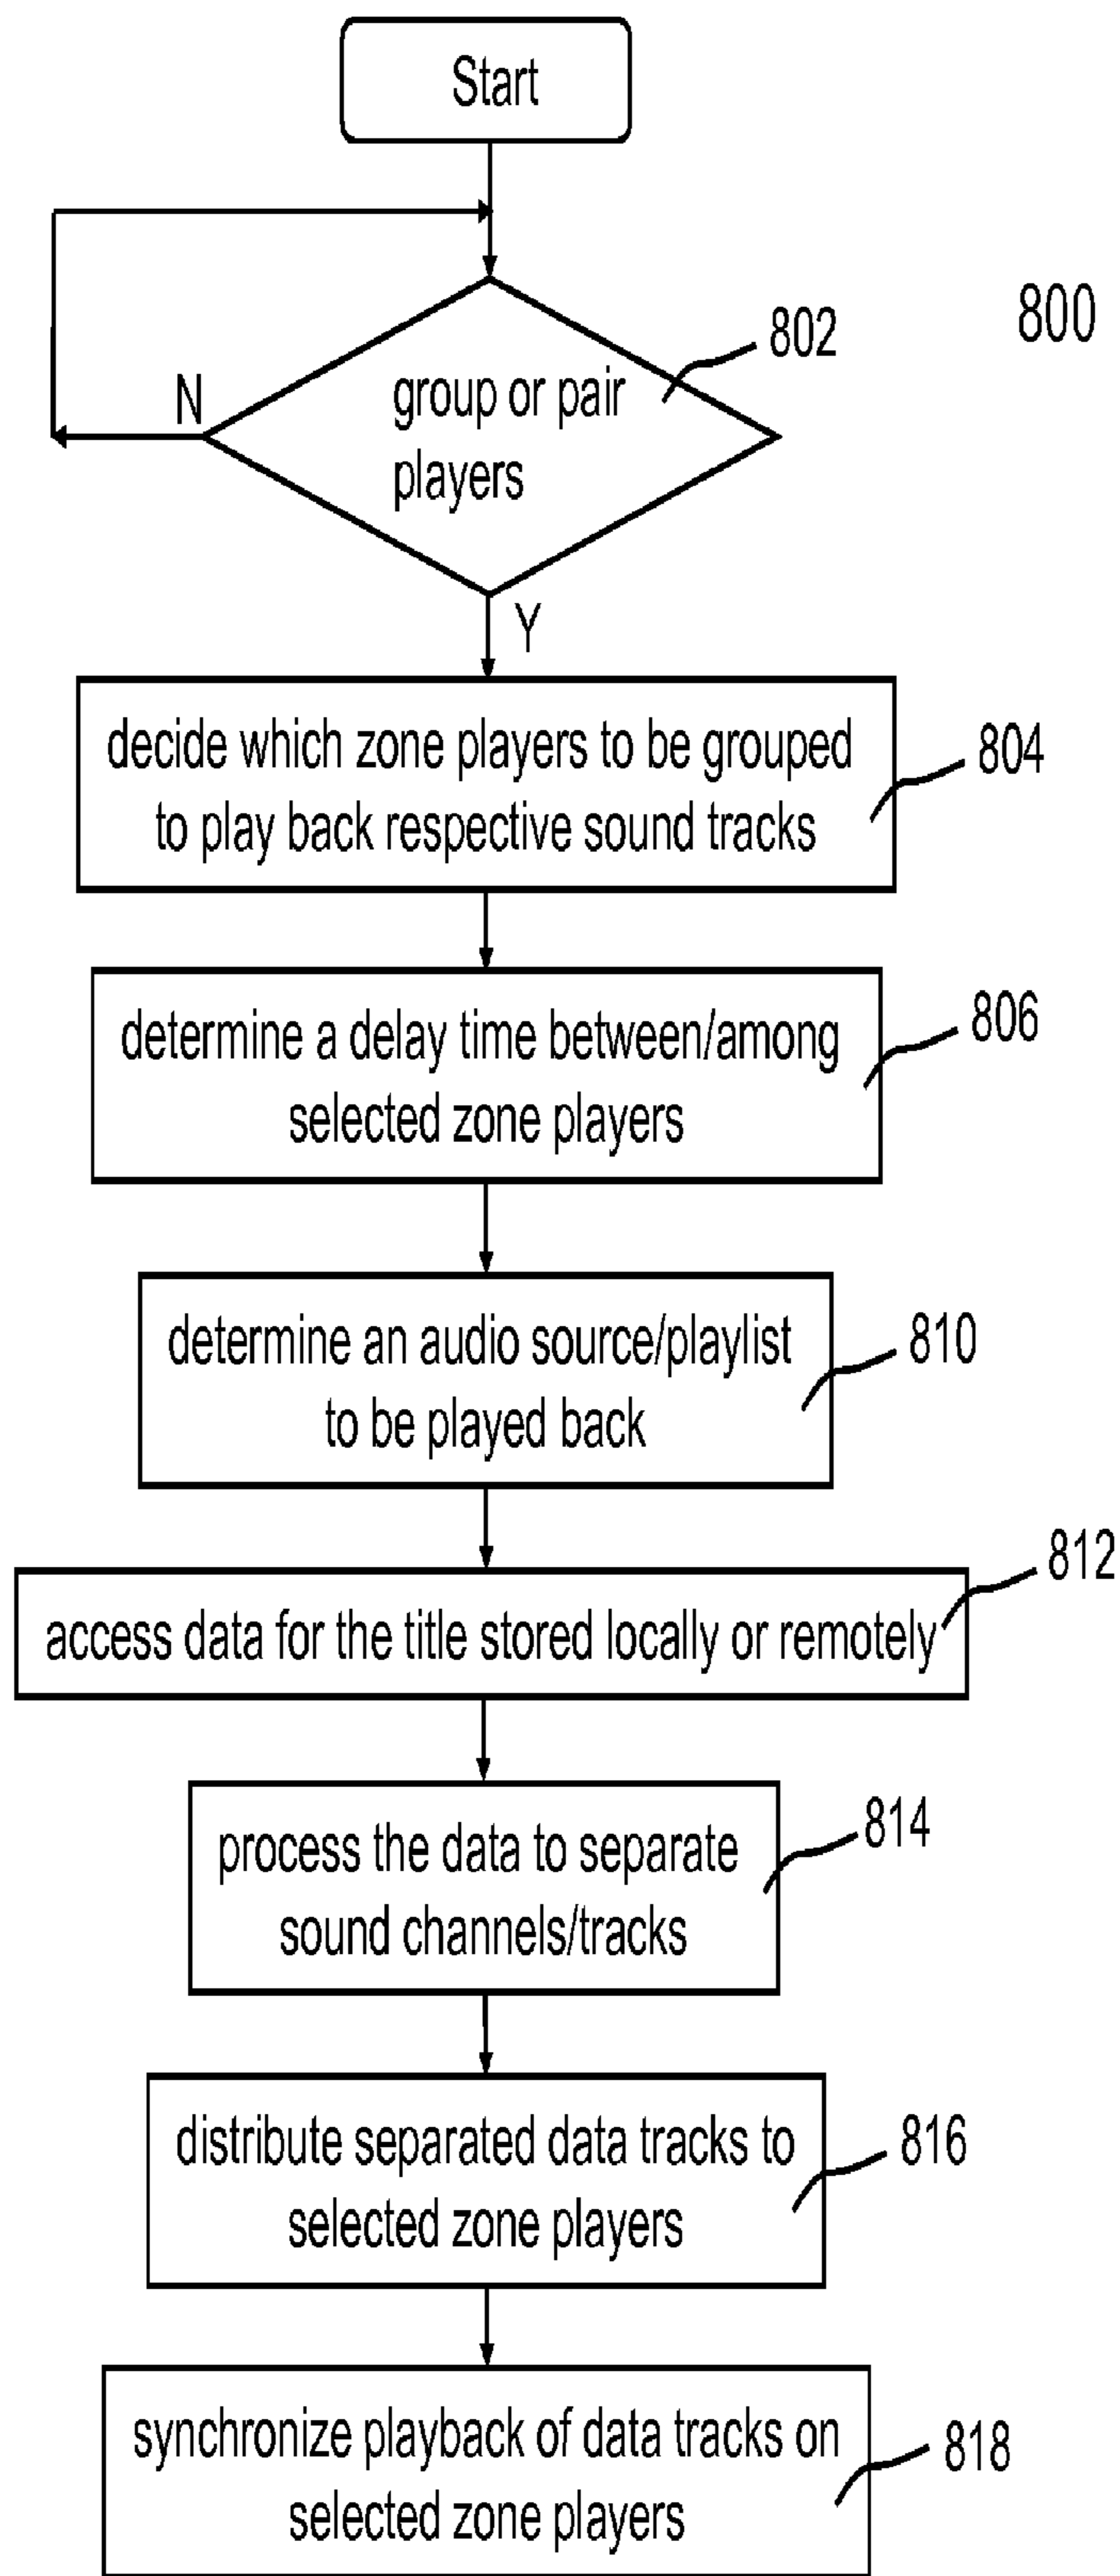 Start
800
802
group or pair
players
N
Y
decide which zone players to be grouped
to play back respective sound tracks
804
determine a delay time between/among
selected zone players
806
determine an audio source/playlist
to be played back
810
access data for the title stored locally or remotely
812
process the data to separate
sound channels/tracks
814
distribute separated data tracks to
selected zone players
816
synchronize playback of data tracks on
selected zone players
818